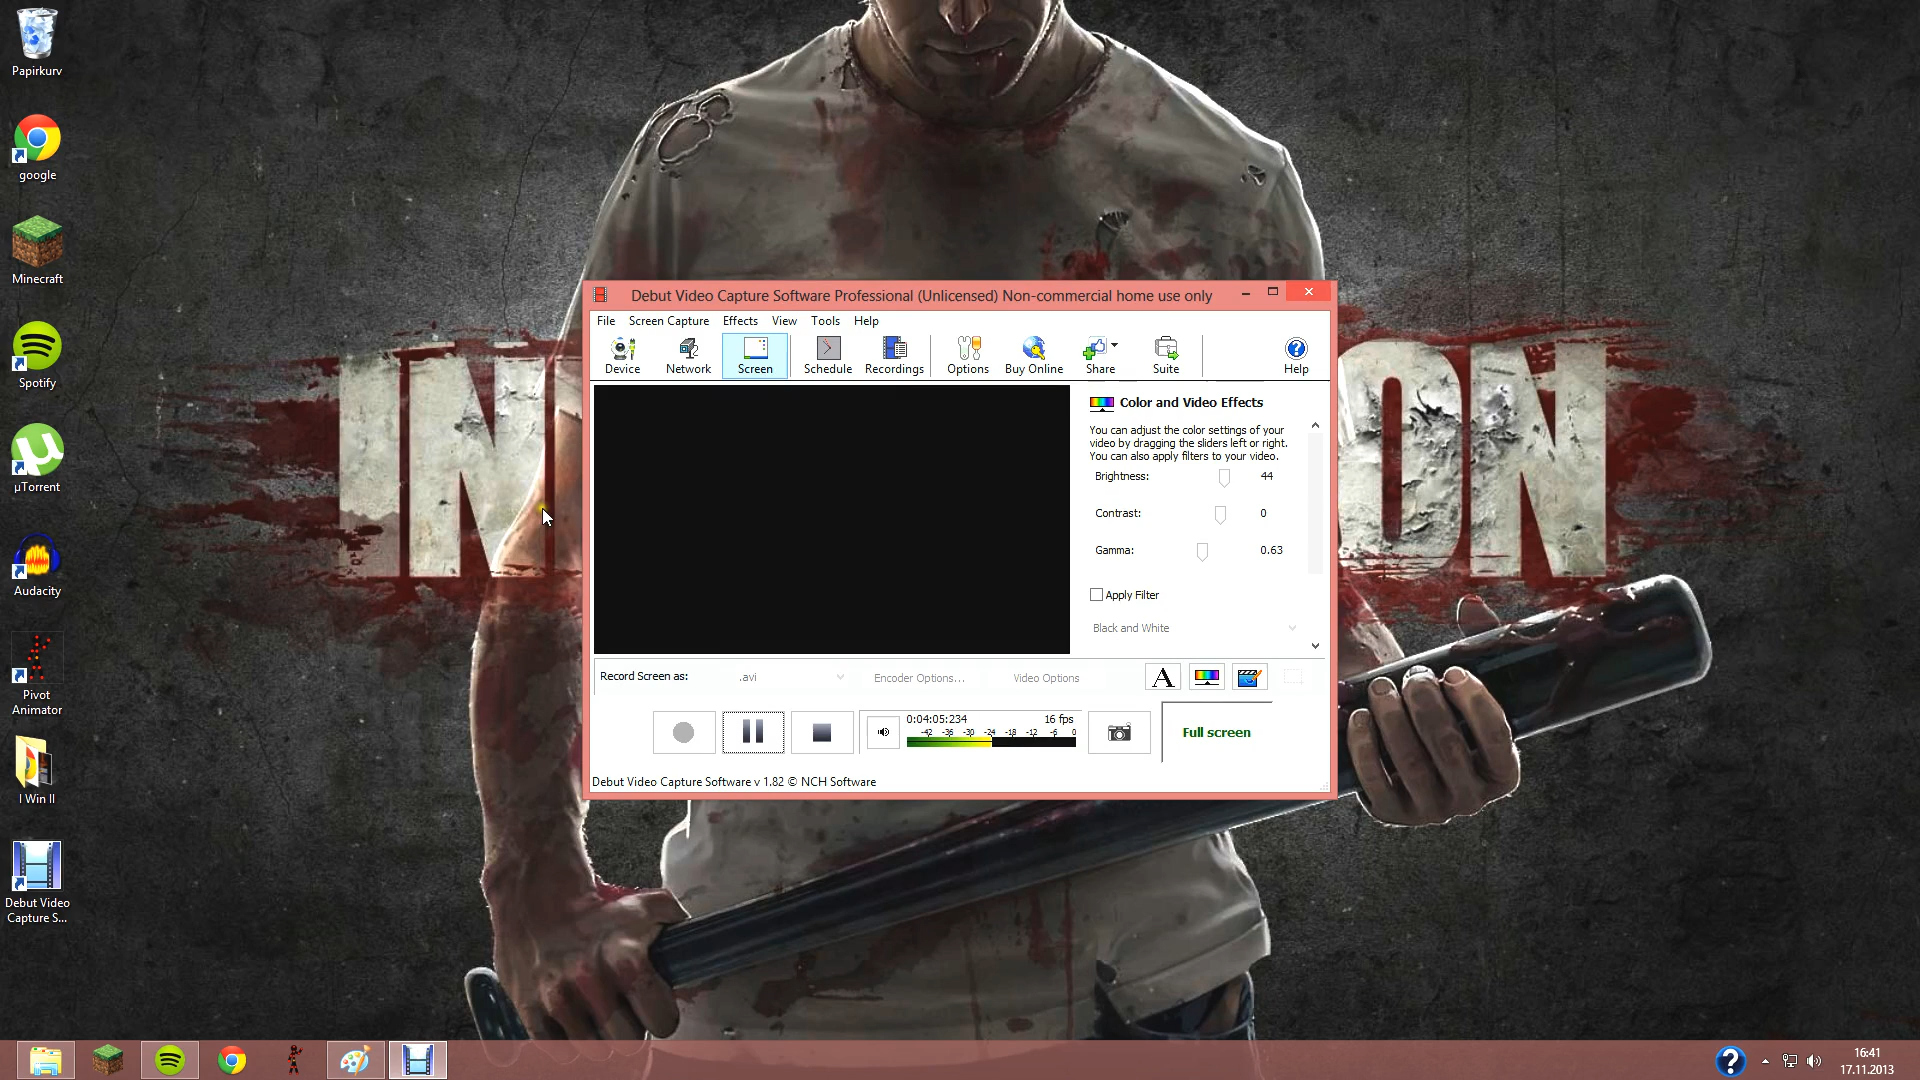 Papirkurv
google
Minecraft
Spotify
µTorrent
Audacity
Pivot
Animator
I Win II
Debut Video
Capture S...
Debut Video Capture Software Professional (Unlicensed) Non-commercial home use only
File Screen Capture Effects View Tools Help
Device Network Screen Schedule Recordings Options Buy Online Share Suite Help
Color and Video Effects
You can adjust the color settings of your
video by dragging the sliders left or right.
You can also apply filters to your video.
Brightness: 44
Contrast: 0
Gamma: 0.63
Apply Filter
Black and White
Record Screen as: .avi Encoder Options... Video Options A
0:04:05:234 16 fps
-42 -36 -30 -24 -18 -12 -6 0
Full screen
Debut Video Capture Software v 1.82 © NCH Software
16:41
17.11.2013